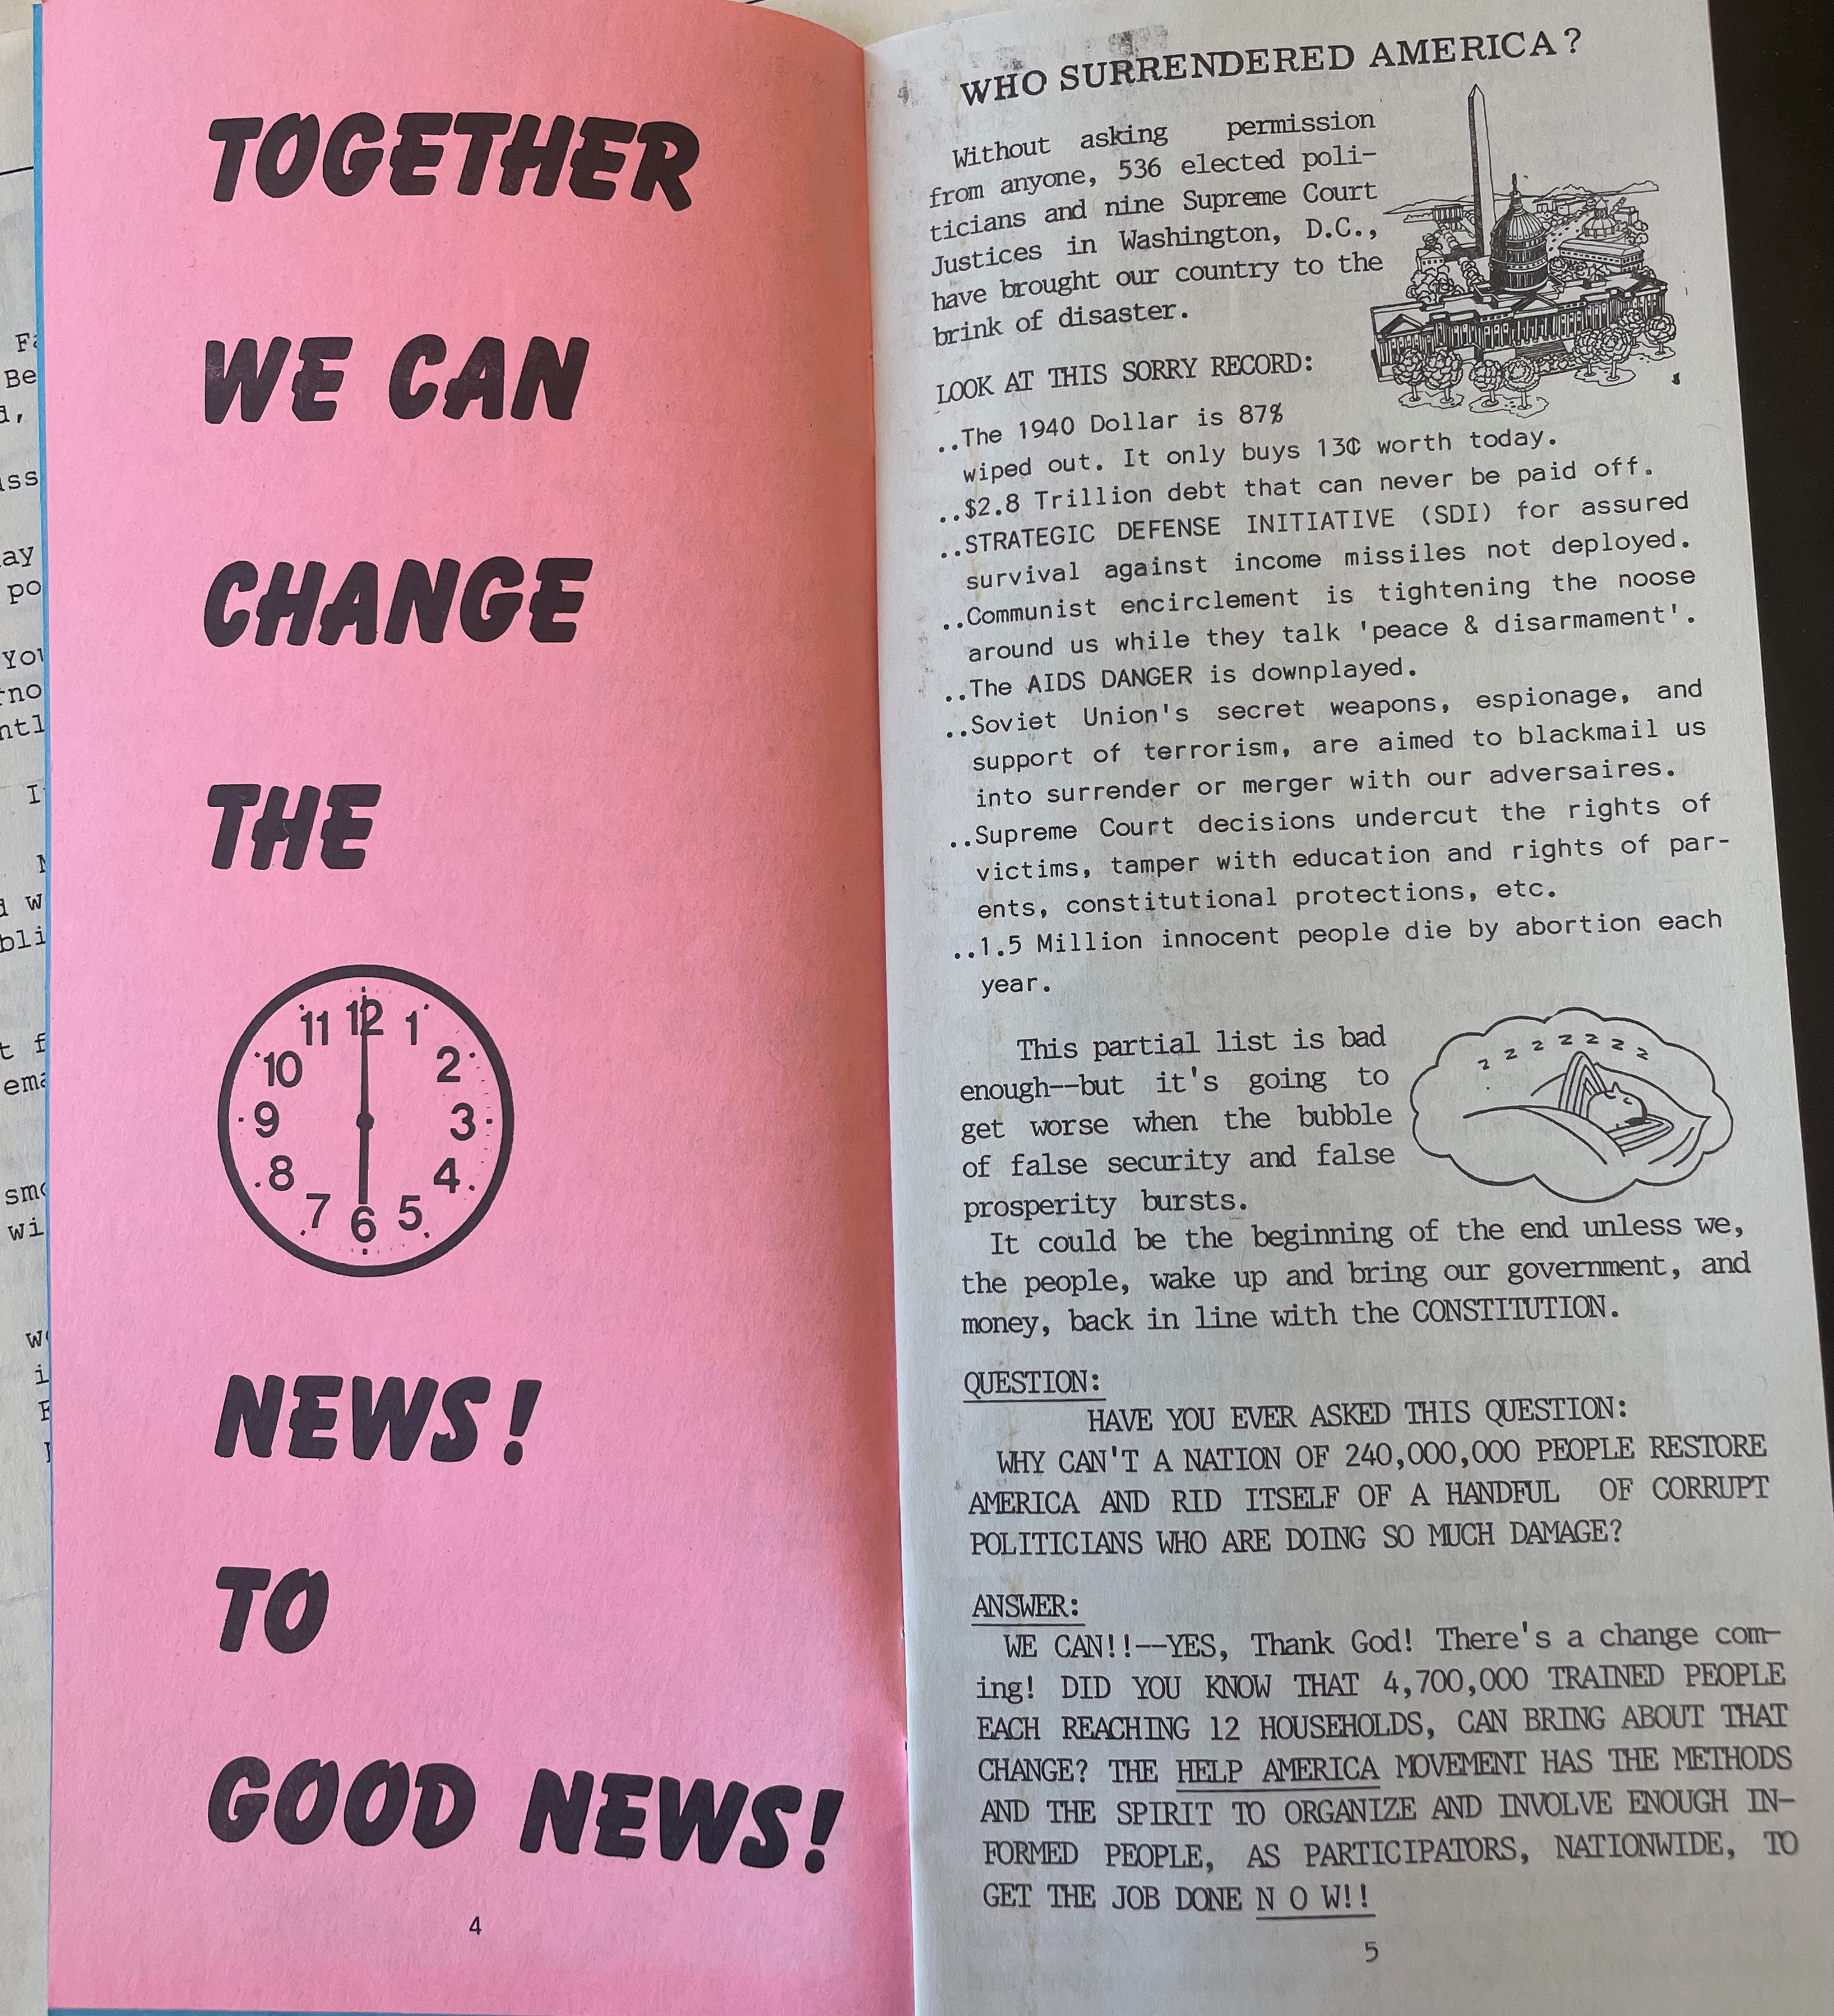 TOGETHER
WE CAN
CHANGE
THE
12
1
2
3
4
5
6
7
8
9
10
11
NEWS!
TO
GOOD NEWS!
4
WHO SURRENDERED AMERICA?
Without asking permission
from anyone, 536 elected poli-
ticians and nine Supreme Court
Justices in Washington, D.C.,
have brought our country to the
brink of disaster.
LOOK AT THIS SORRY RECORD:
..The 1940 Dollar is 87%
wiped out. It only buys 13¢ worth today.
..$2.8 Trillion debt that can never be paid off.
..STRATEGIC DEFENSE INITIATIVE (SDI) for assured
survival against income missiles not deployed.
..Communist encirclement is tightening the noose
around us while they talk 'peace & disarmament'.
..The AIDS DANGER is downplayed.
..Soviet Union's secret weapons, espionage, and
support of terrorism, are aimed to blackmail us
into surrender or merger with our adversaires.
..Supreme Court decisions undercut the rights of
victims, tamper with education and rights of par-
ents, constitutional protections, etc.
..1.5 Million innocent people die by abortion each
year.
This partial list is bad
enough--but it's going to
get worse when the bubble
of false security and false
prosperity bursts.
z z z z z z z
It could be the beginning of the end unless we,
the people, wake up and bring our government, and
money, back in line with the CONSTITUTION.
QUESTION:
HAVE YOU EVER ASKED THIS QUESTION:
WHY CAN'T A NATION OF 240,000,000 PEOPLE RESTORE
AMERICA AND RID ITSELF OF A HANDFUL OF CORRUPT
POLITICIANS WHO ARE DOING SO MUCH DAMAGE?
ANSWER:
WE CAN!!--YES, Thank God! There's a change com-
ing! DID YOU KNOW THAT 4,700,000 TRAINED PEOPLE
EACH REACHING 12 HOUSEHOLDS, CAN BRING ABOUT THAT
CHANGE? THE HELP AMERICA MOVEMENT HAS THE METHODS
AND THE SPIRIT TO ORGANIZE AND INVOLVE ENOUGH IN-
FORMED PEOPLE, AS PARTICIPATORS, NATIONWIDE, TO
GET THE JOB DONE N O W!!
5